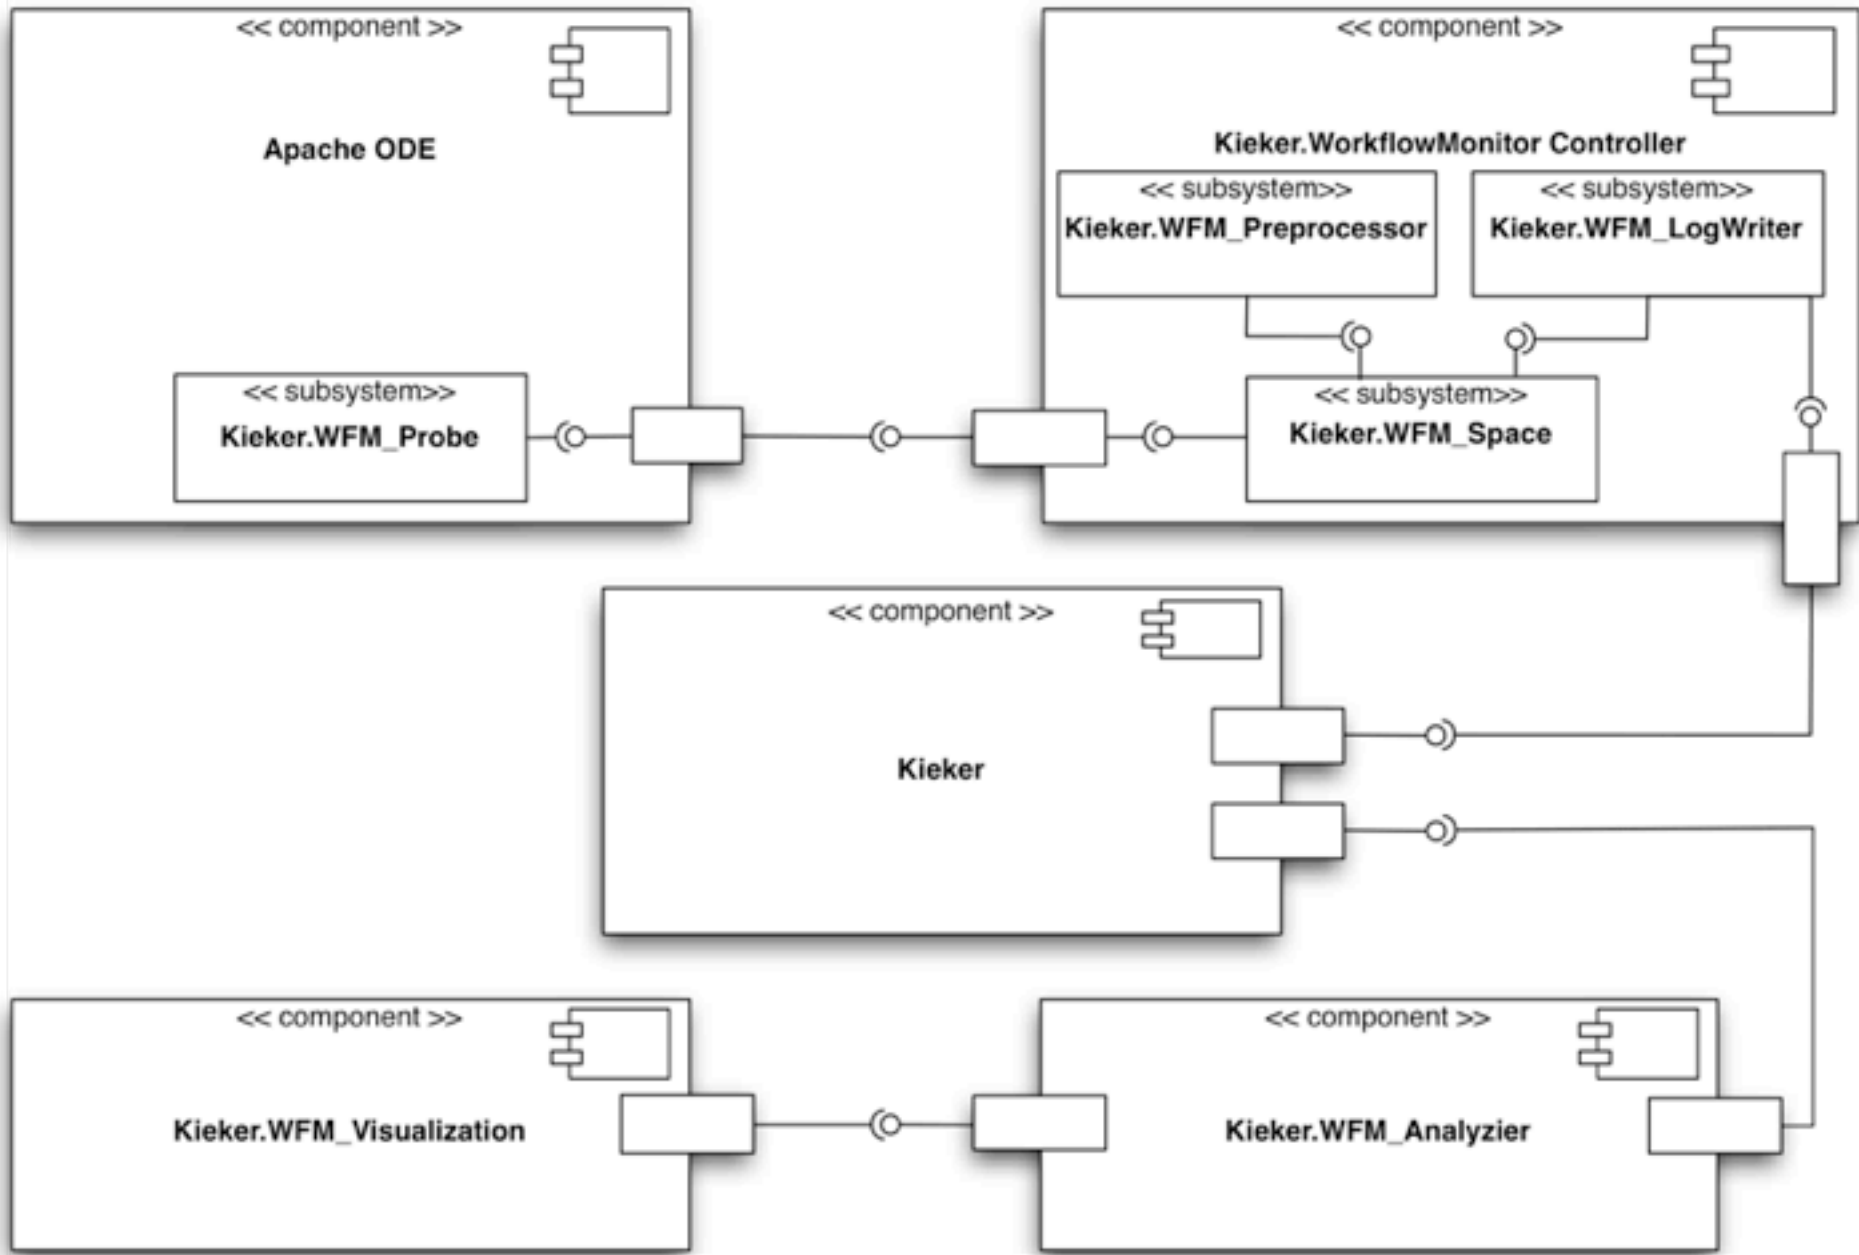 << component >>
Apache ODE
<< subsystem>>
Kieker.WFM_Probe
<< component >>
Kieker.WorkflowMonitor Controller
<< subsystem>>
Kieker.WFM_Preprocessor
<< subsystem>>
Kieker.WFM_LogWriter
<< subsystem>>
Kieker.WFM_Space
<< component >>
Kieker
<< component >>
Kieker.WFM_Visualization
<< component >>
Kieker.WFM_Analyzier